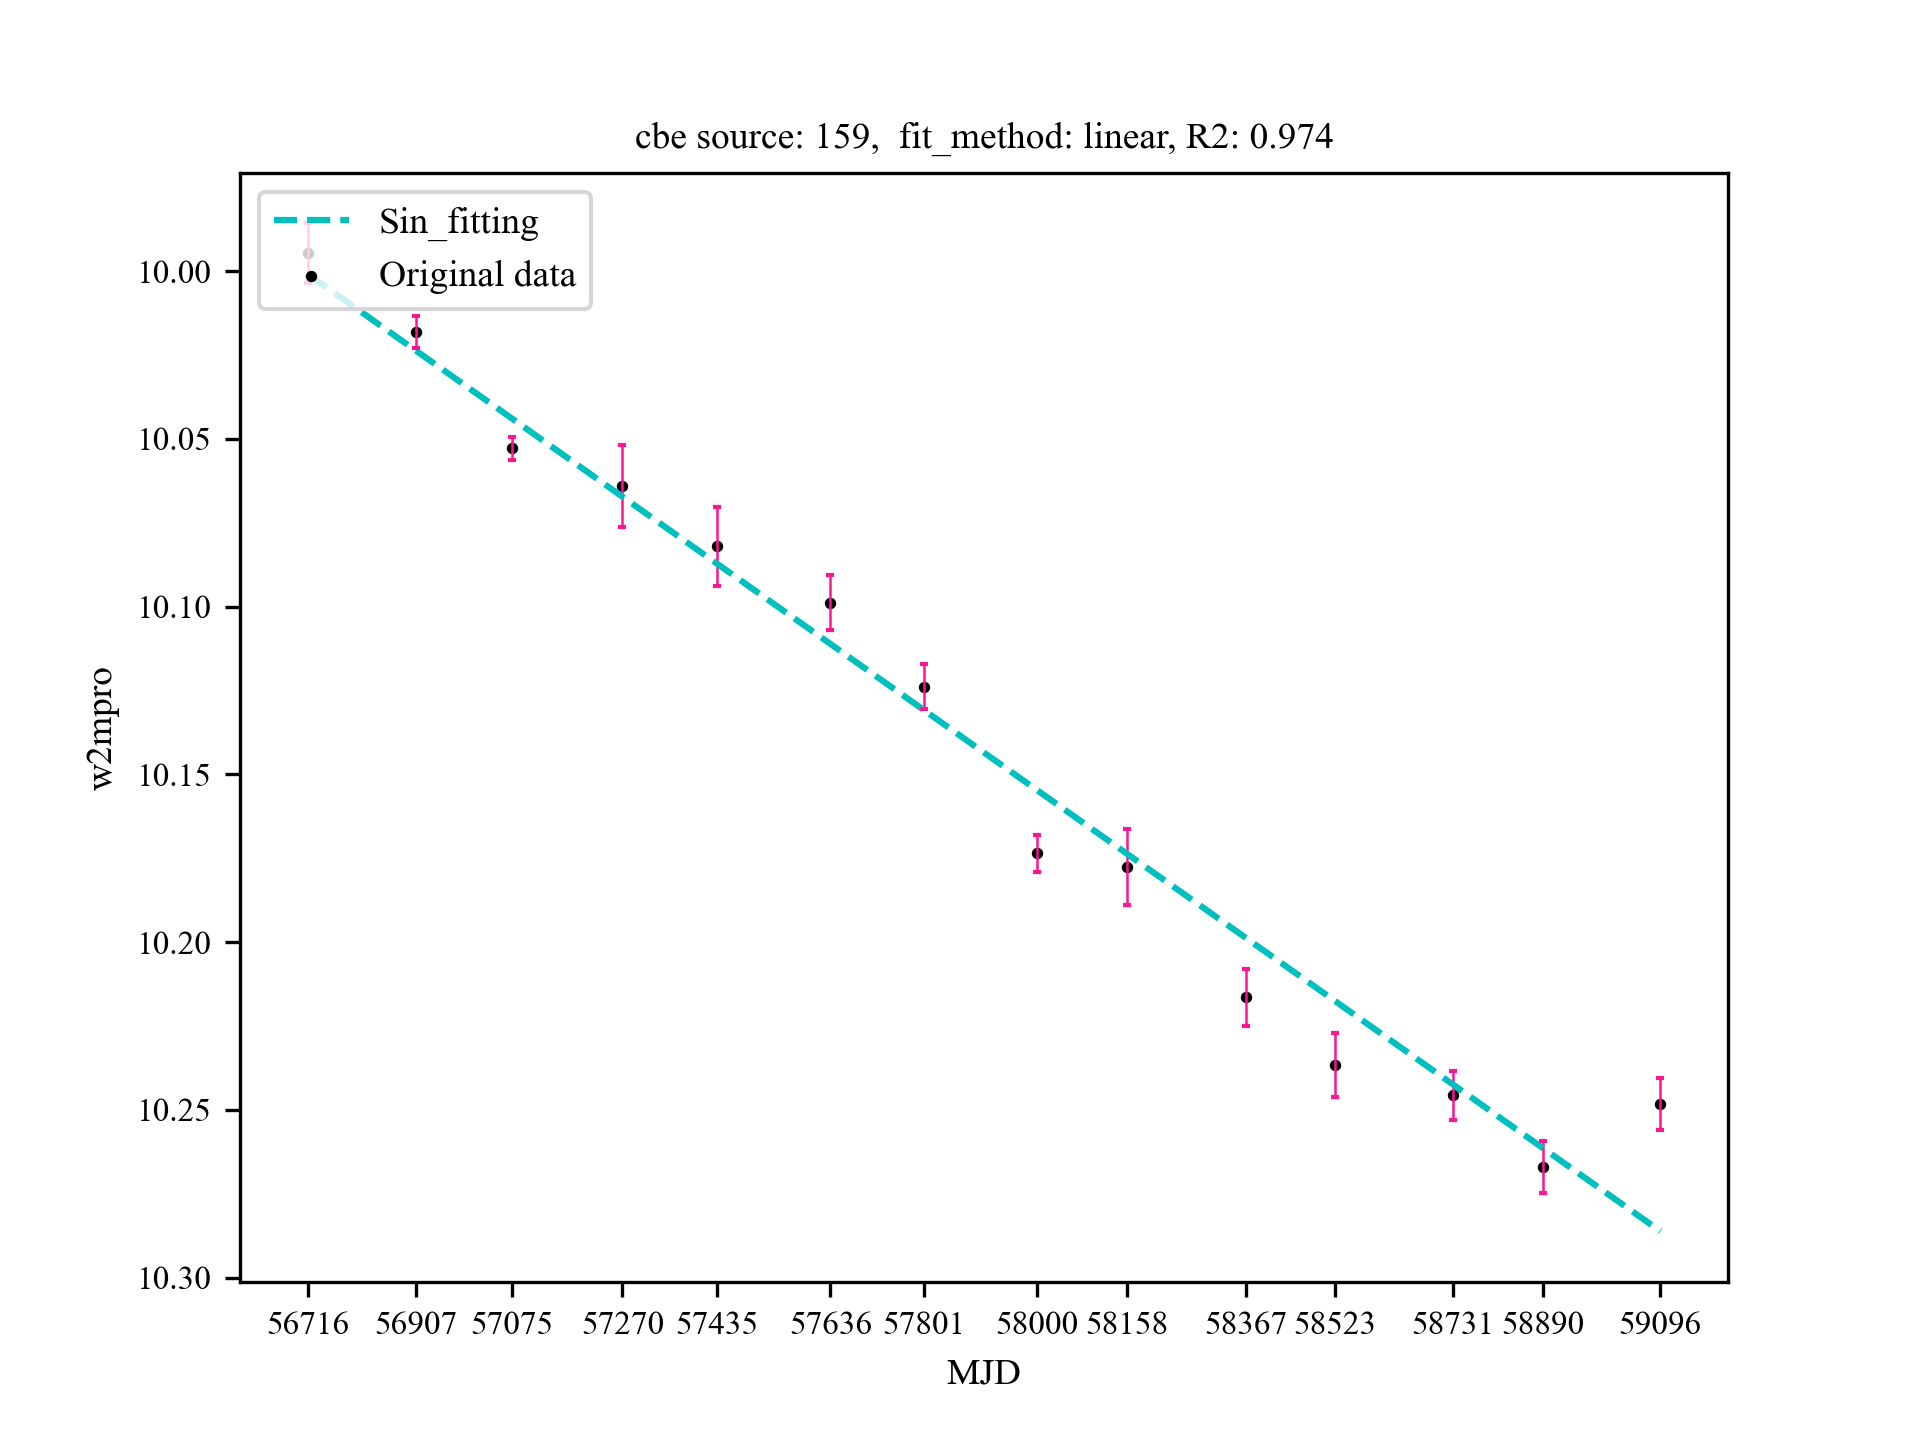 cbe source: 159,  fit_method: linear, R2: 0.974
Sin_fitting
Original data
10.00
10.05
10.10
10.15
10.20
10.25
10.30
w2mpro
56716 56907 57075 57270 57435 57636 57801 58000 58158 58367 58523 58731 58890 59096
MJD